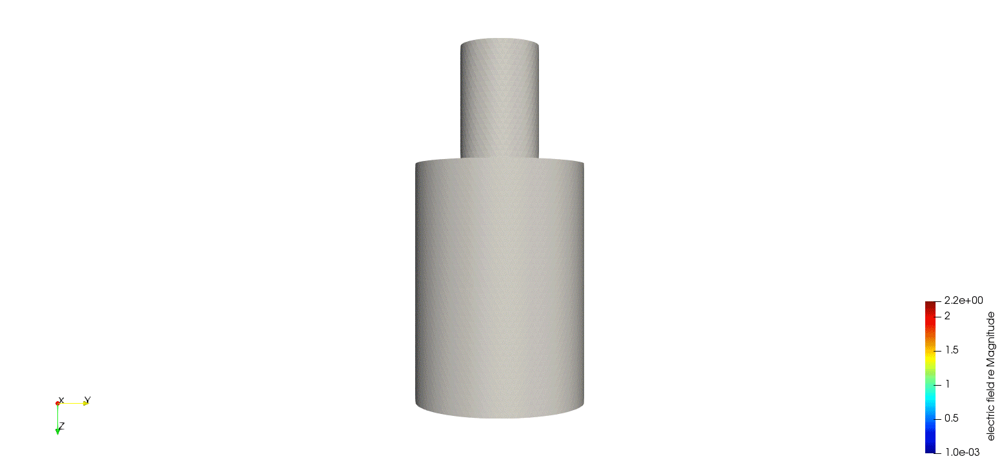 2.2e+00
2
1.5
1
0.5
1.0e-03
electric field re Magnitude
X
Y
Z